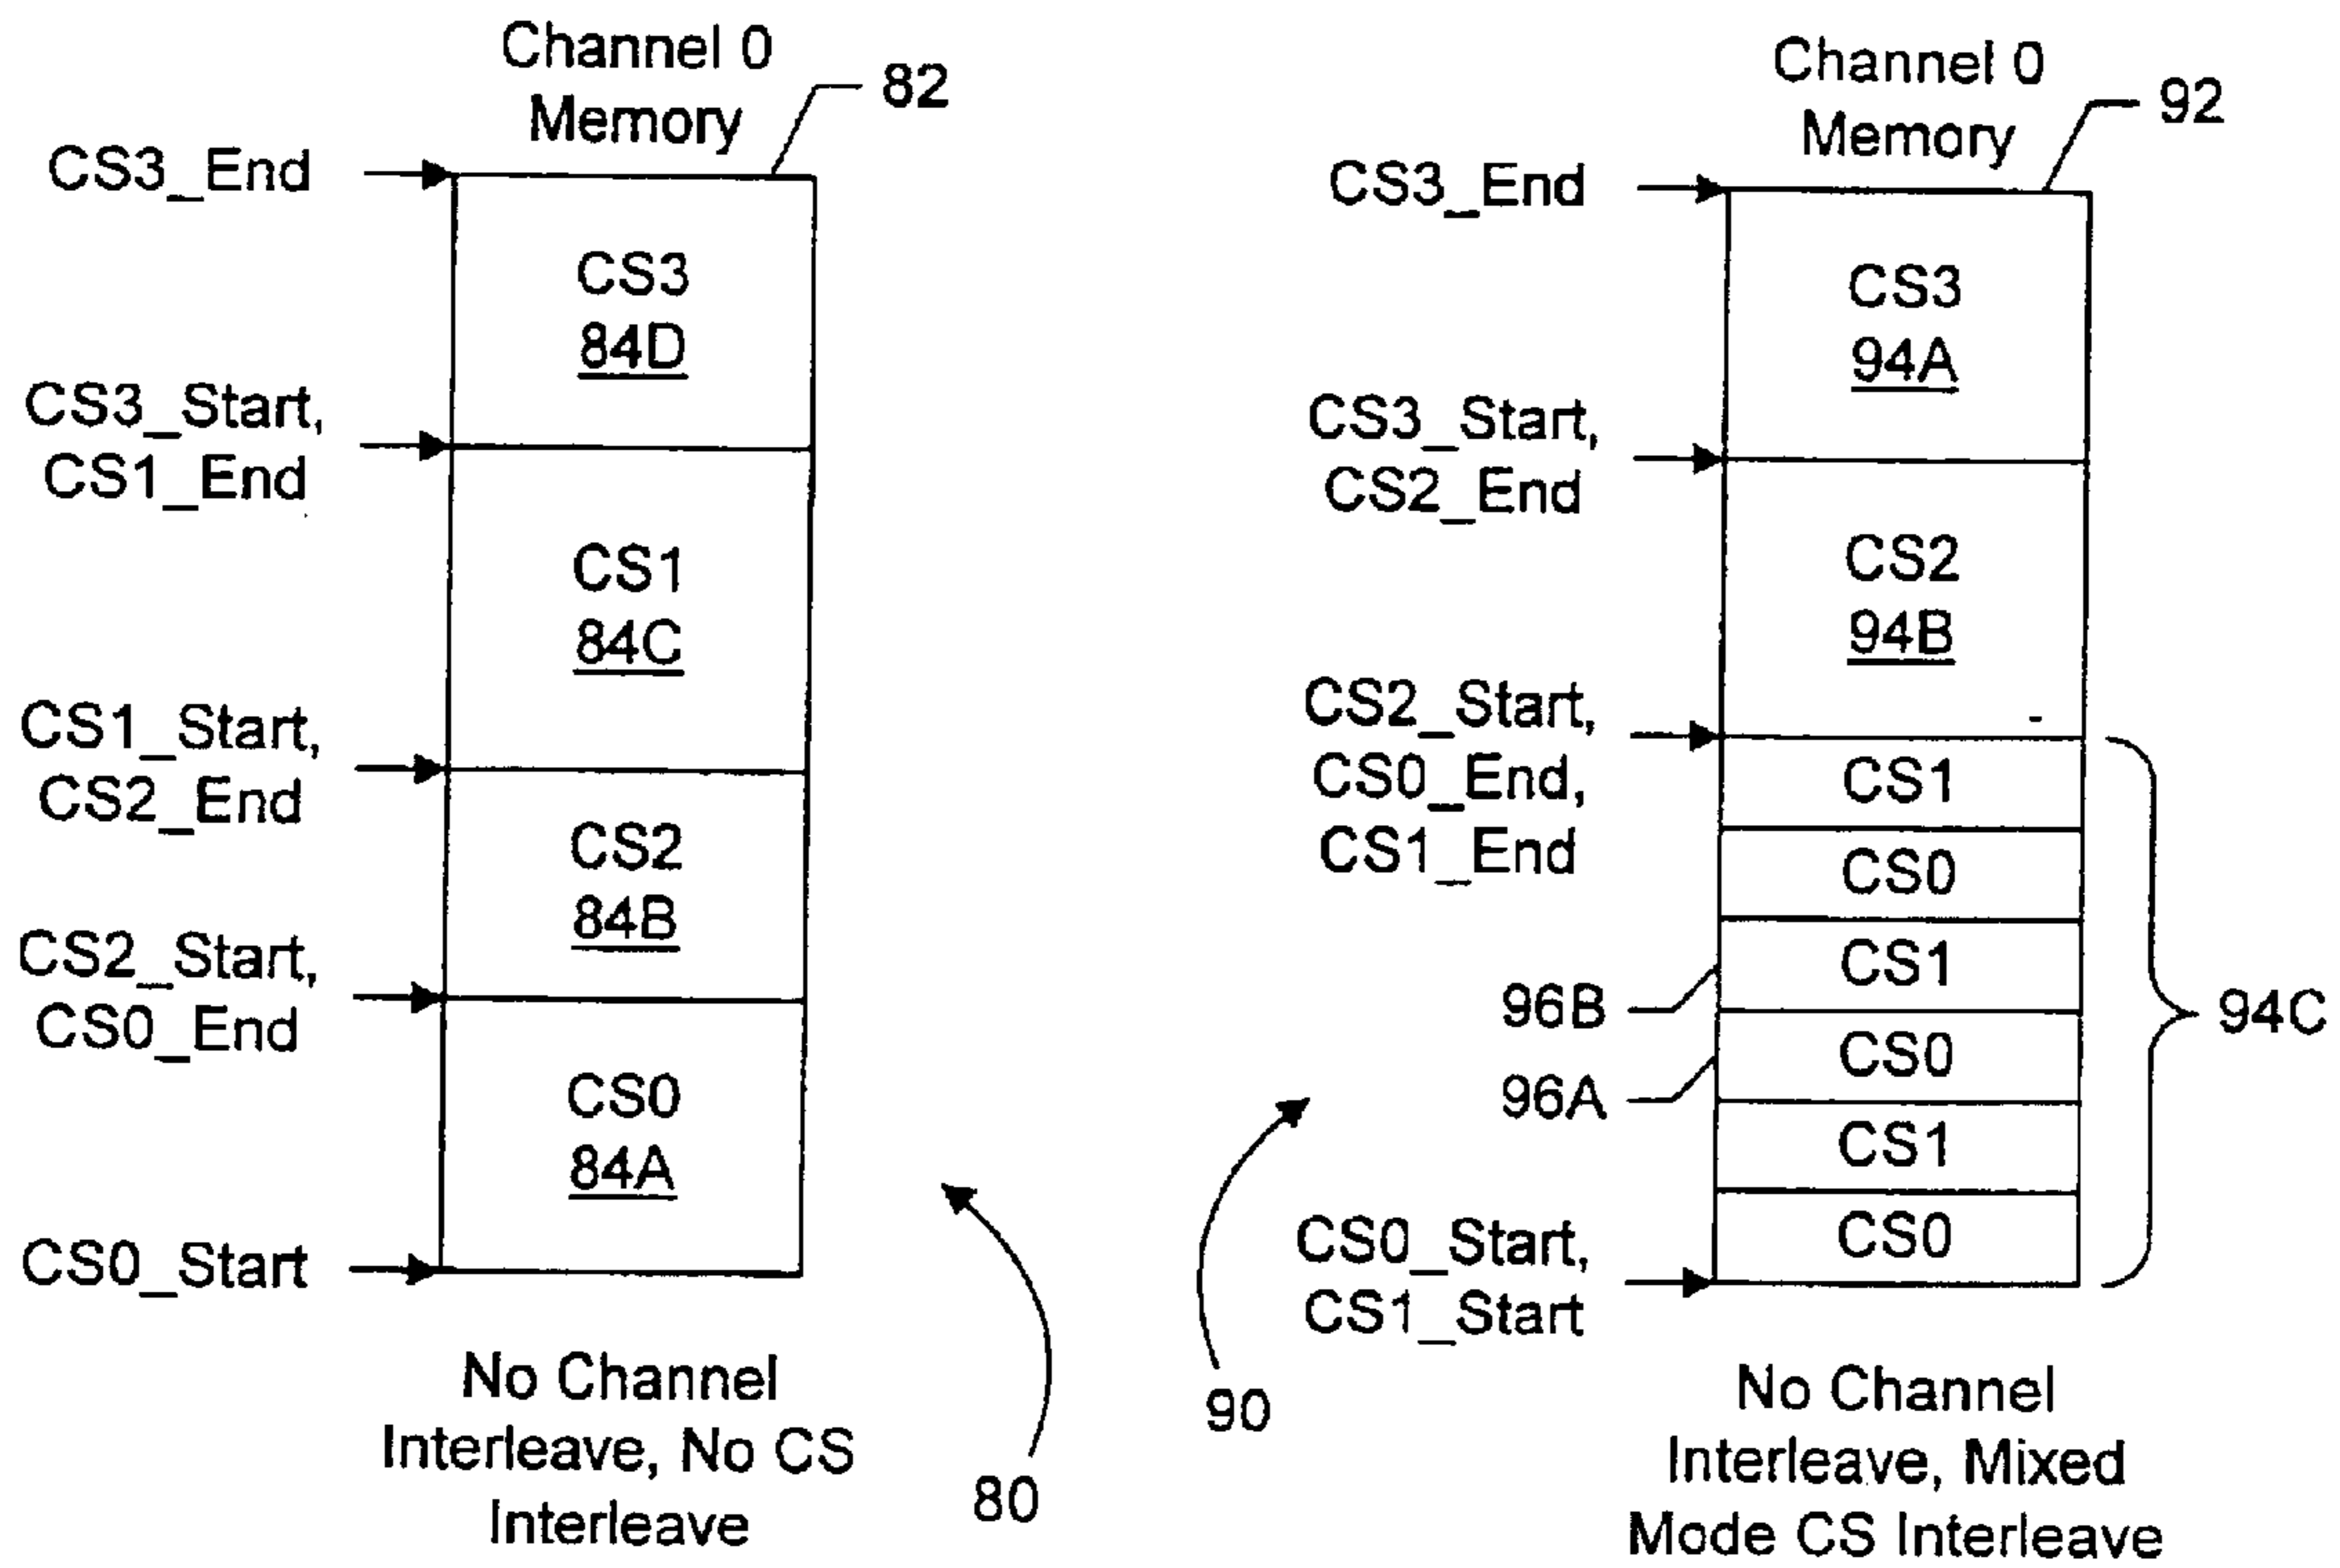 Channel 0
Memory
82
CS3_End
CS3
84D
CS3_Start,
CS1_End
CS1
84C
CS1_Start,
CS2_End
CS2
84B
CS2_Start,
CS0_End
CS0
84A
CS0_Start
No Channel
Interleave, No CS
Interleave
80
Channel 0
Memory
92
CS3_End
CS3
94A
CS3_Start,
CS2_End
CS2
94B
CS2_Start,
CS0_End,
CS1_End
CS1
CS0
CS1
96B
CS0
96A
CS1
CS0
94C
CS0_Start,
CS1_Start
90
No Channel
Interleave, Mixed
Mode CS Interleave